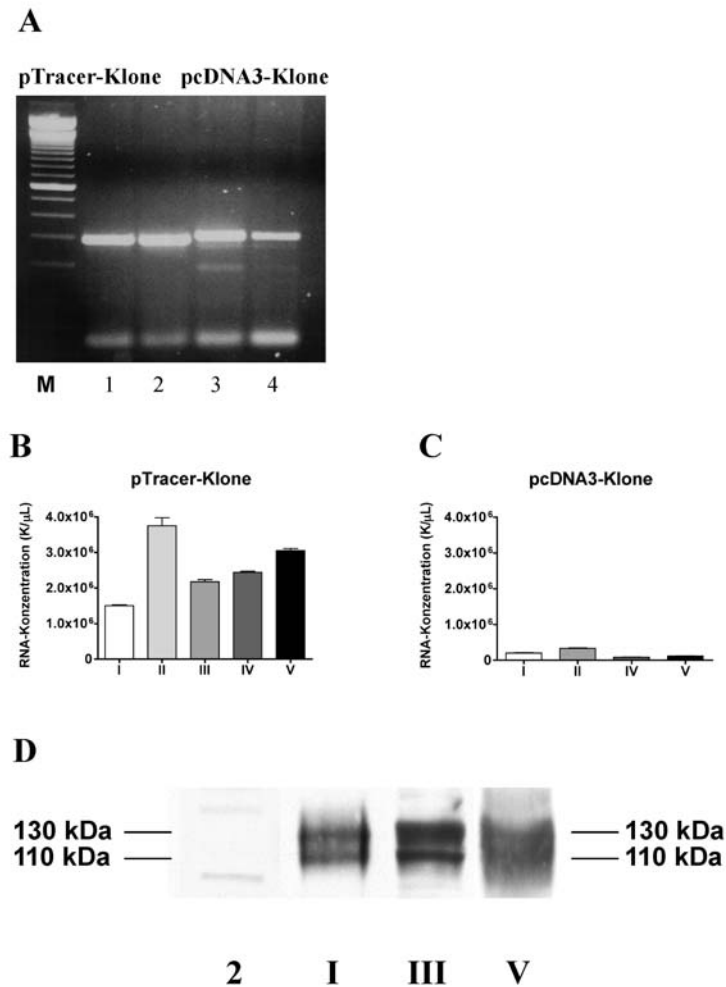 A
pTracer-Klone pcDNA3-Klone
M 1 2 3 4
B
pTracer-Klone
RNA-Konzentration (K/µL)
4.0x10⁶
3.0x10⁶
2.0x10⁶
1.0x10⁶
0
I II III IV V
C
pcDNA3-Klone
RNA-Konzentration (K/µL)
4.0x10⁶
3.0x10⁶
2.0x10⁶
1.0x10⁶
0
I II IV V
D
130 kDa 130 kDa
110 kDa 110 kDa
2 I III V